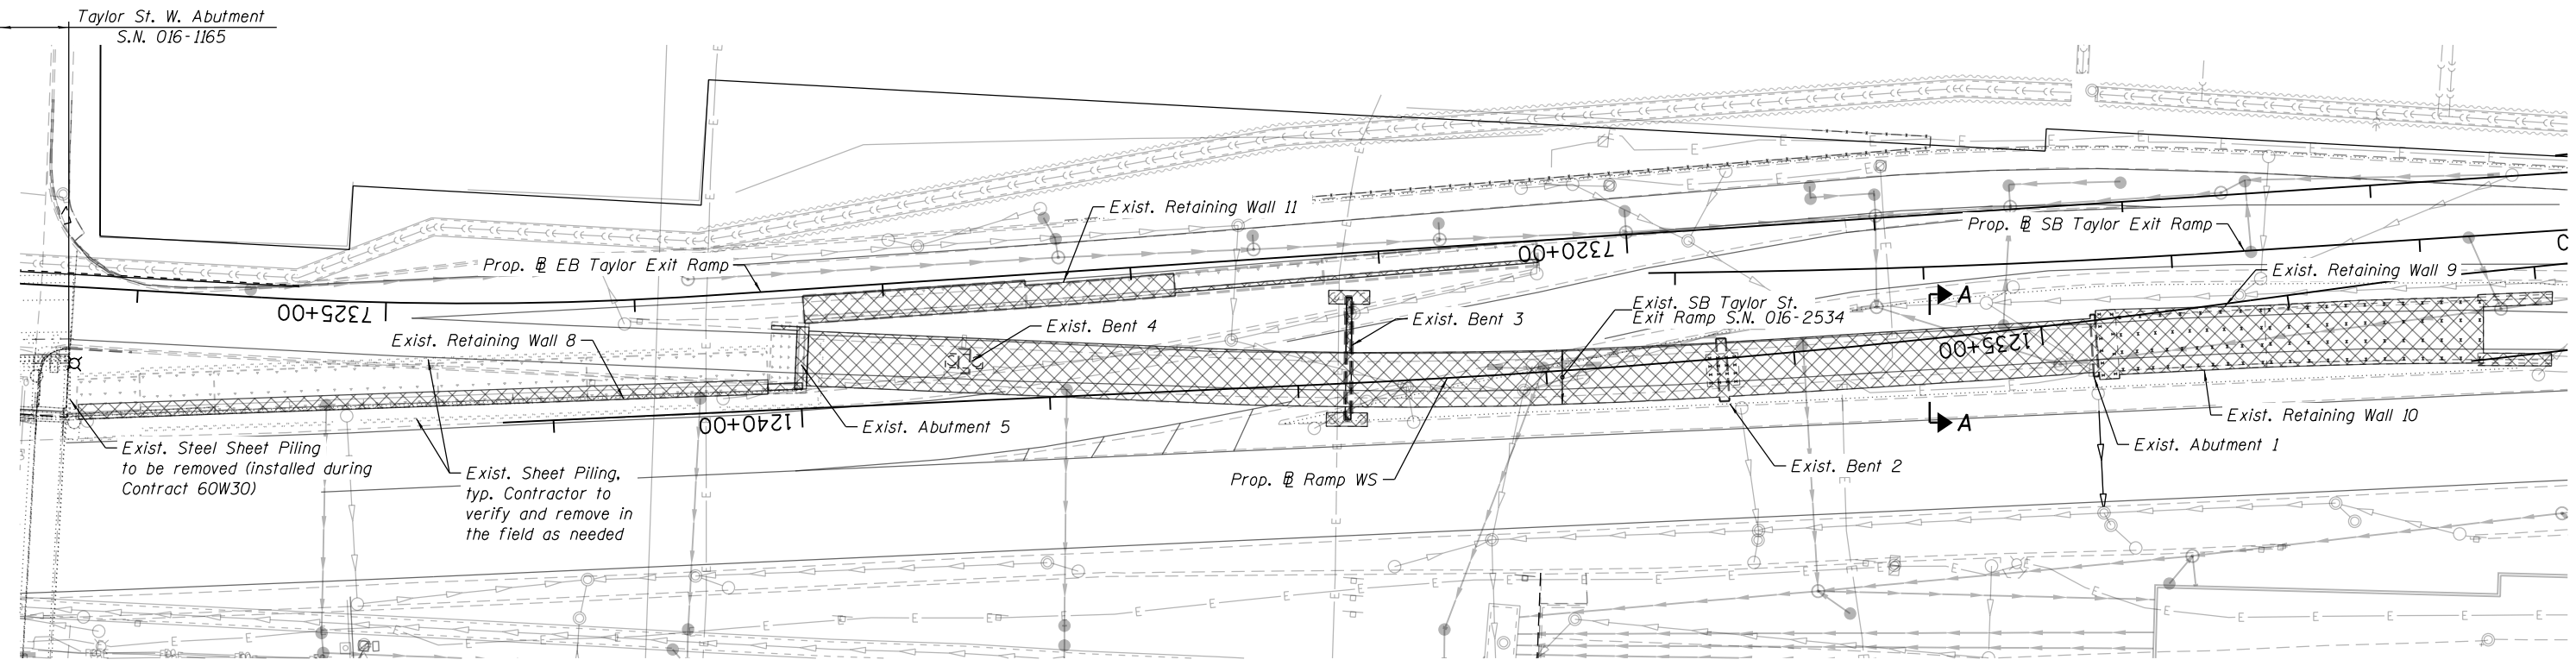 Taylor St. W. Abutment
S.N. 016-1165
Exist. Retaining Wall 11
Prop. ⅊ SB Taylor Exit Ramp
7320+00
Prop. ⅊ EB Taylor Exit Ramp
Exist. Retaining Wall 9
A
Exist. SB Taylor St.
Exit Ramp S.N. 016-2534
7325+00
Exist. Bent 4
Exist. Bent 3
Exist. Retaining Wall 8
1235+00
Exist. Retaining Wall 10
1240+00
Exist. Abutment 5
A
Exist. Abutment 1
Exist. Steel Sheet Piling
to be removed (installed during
Contract 60W30)
Exist. Sheet Piling,
typ. Contractor to
verify and remove in
the field as needed
Exist. Bent 2
Prop. ⅊ Ramp WS